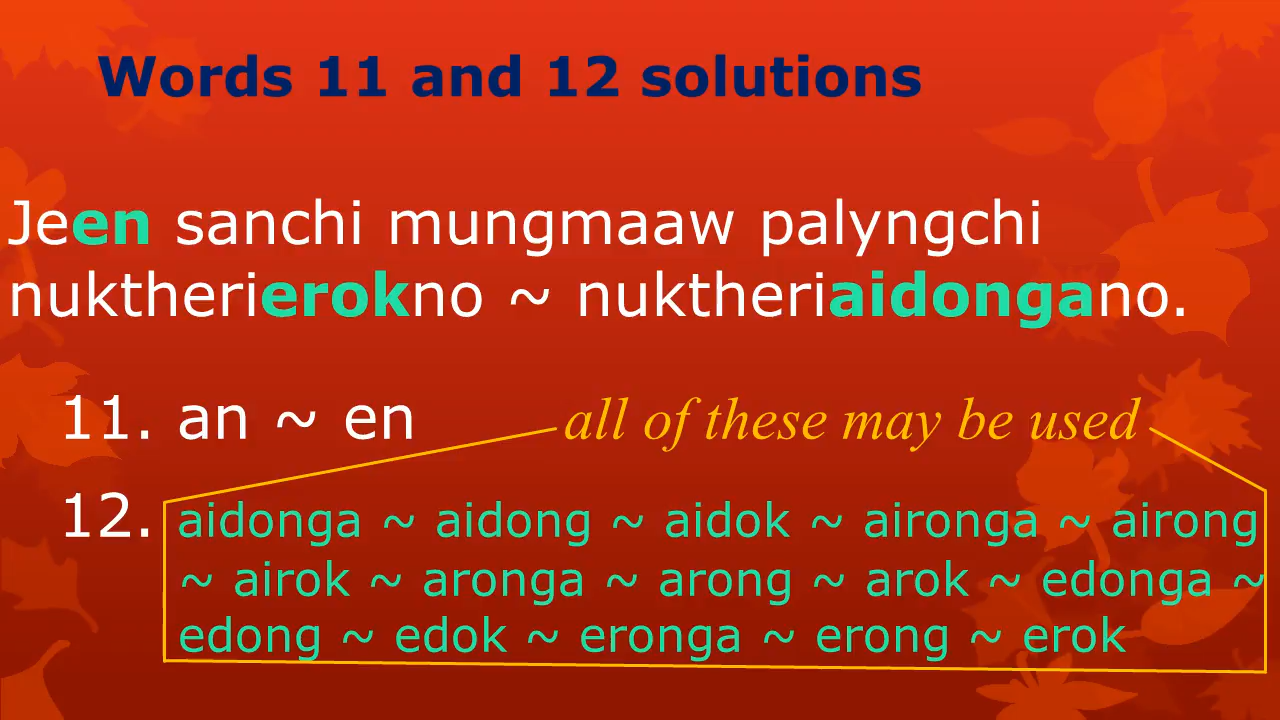 Words 11 and 12 solutions
Jeen sanchi mungmaaw palyngchi
nuktherierokno ~ nuktheriaidongano.
11. an ~ en all of these may be used
12. aidonga ~ aidong ~ aidok ~ aironga ~ airong
~ airok ~ aronga ~ arong ~ arok ~ edonga ~
edong ~ edok ~ eronga ~ erong ~ erok